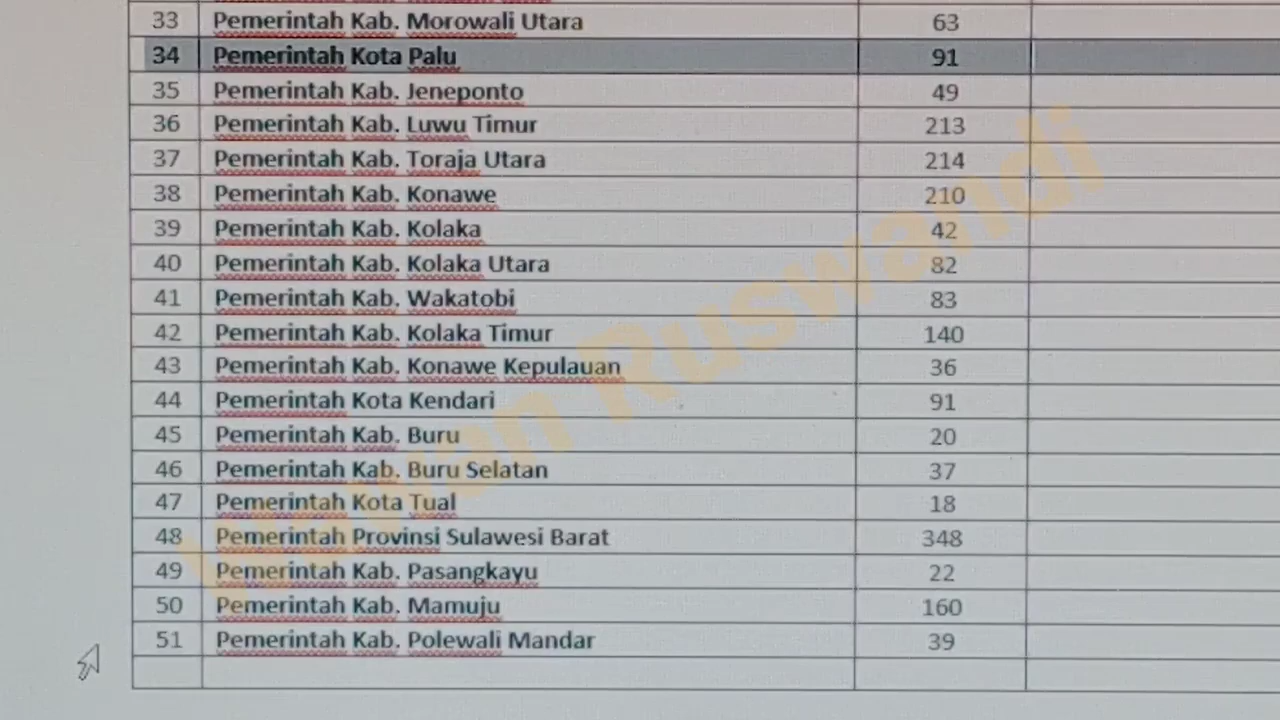 33 Pemerintah Kab. Morowali Utara 63
34 Pemerintah Kota Palu 91
35 Pemerintah Kab. Jeneponto 49
36 Pemerintah Kab. Luwu Timur 213
37 Pemerintah Kab. Toraja Utara 214
38 Pemerintah Kab. Konawe 210
39 Pemerintah Kab. Kolaka 42
40 Pemerintah Kab. Kolaka Utara 82
41 Pemerintah Kab. Wakatobi 83
42 Pemerintah Kab. Kolaka Timur 140
43 Pemerintah Kab. Konawe Kepulauan 36
44 Pemerintah Kota Kendari 91
45 Pemerintah Kab. Buru 20
46 Pemerintah Kab. Buru Selatan 37
47 Pemerintah Kota Tual 18
48 Pemerintah Provinsi Sulawesi Barat 348
49 Pemerintah Kab. Pasangkayu 22
50 Pemerintah Kab. Mamuju 160
51 Pemerintah Kab. Polewali Mandar 39
Ruswandi